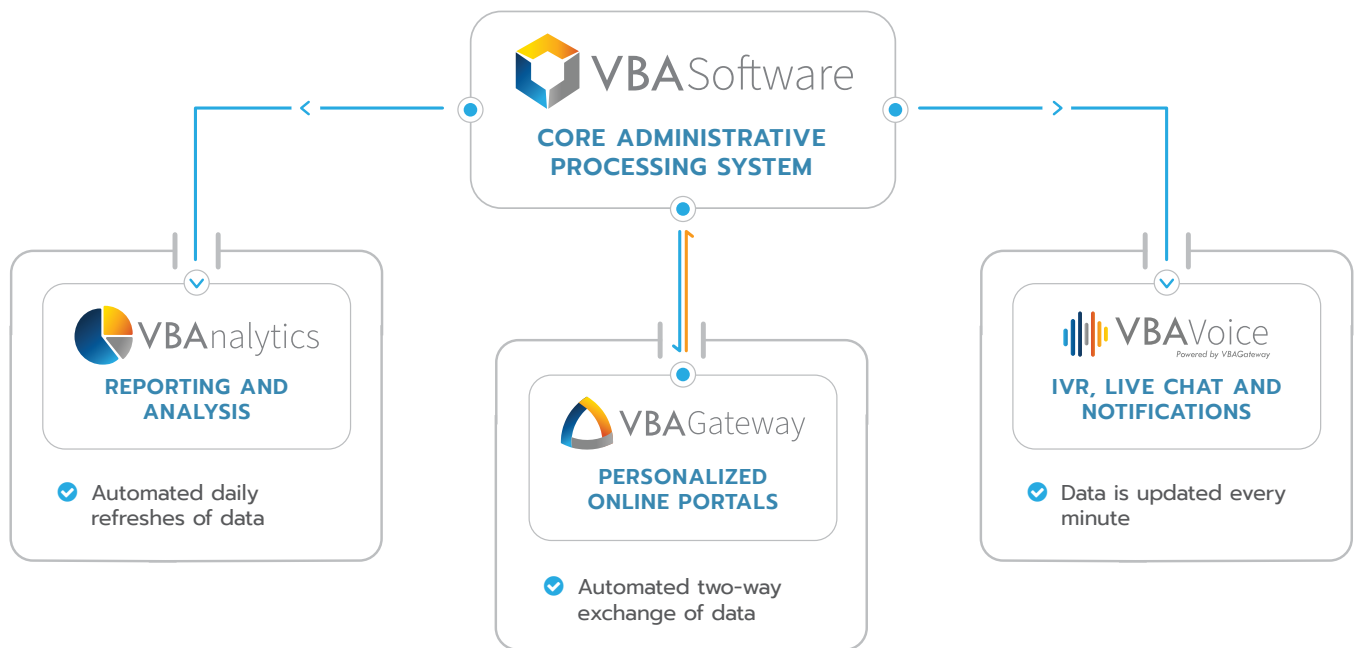 VBASoftware
CORE ADMINISTRATIVE
PROCESSING SYSTEM
VBAnalytics
REPORTING AND
ANALYSIS
Automated daily
refreshes of data
VBAGateway
PERSONALIZED
ONLINE PORTALS
Automated two-way
exchange of data
VBAVoice
Powered by VBAGateway
IVR, LIVE CHAT AND
NOTIFICATIONS
Data is updated every
minute